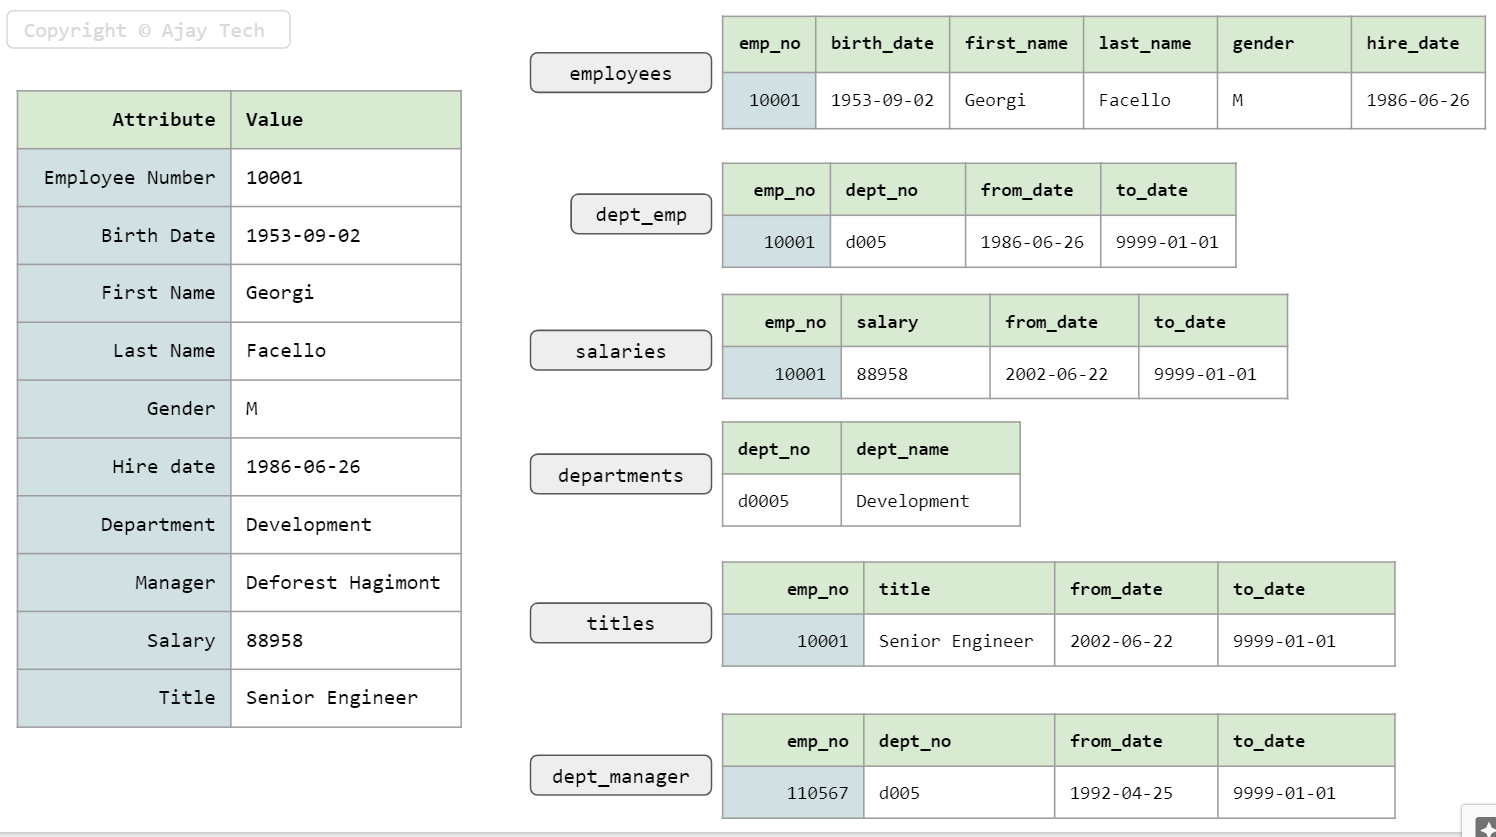 Copyright © Ajay Tech
Attribute Value
Employee Number 10001
Birth Date 1953-09-02
First Name Georgi
Last Name Facello
Gender M
Hire date 1986-06-26
Department Development
Manager Deforest Hagimont
Salary 88958
Title Senior Engineer
employees
emp_no birth_date first_name last_name gender hire_date
10001 1953-09-02 Georgi Facello M 1986-06-26
dept_emp
emp_no dept_no from_date to_date
10001 d005 1986-06-26 9999-01-01
salaries
emp_no salary from_date to_date
10001 88958 2002-06-22 9999-01-01
departments
dept_no dept_name
d0005 Development
titles
emp_no title from_date to_date
10001 Senior Engineer 2002-06-22 9999-01-01
dept_manager
emp_no dept_no from_date to_date
110567 d005 1992-04-25 9999-01-01